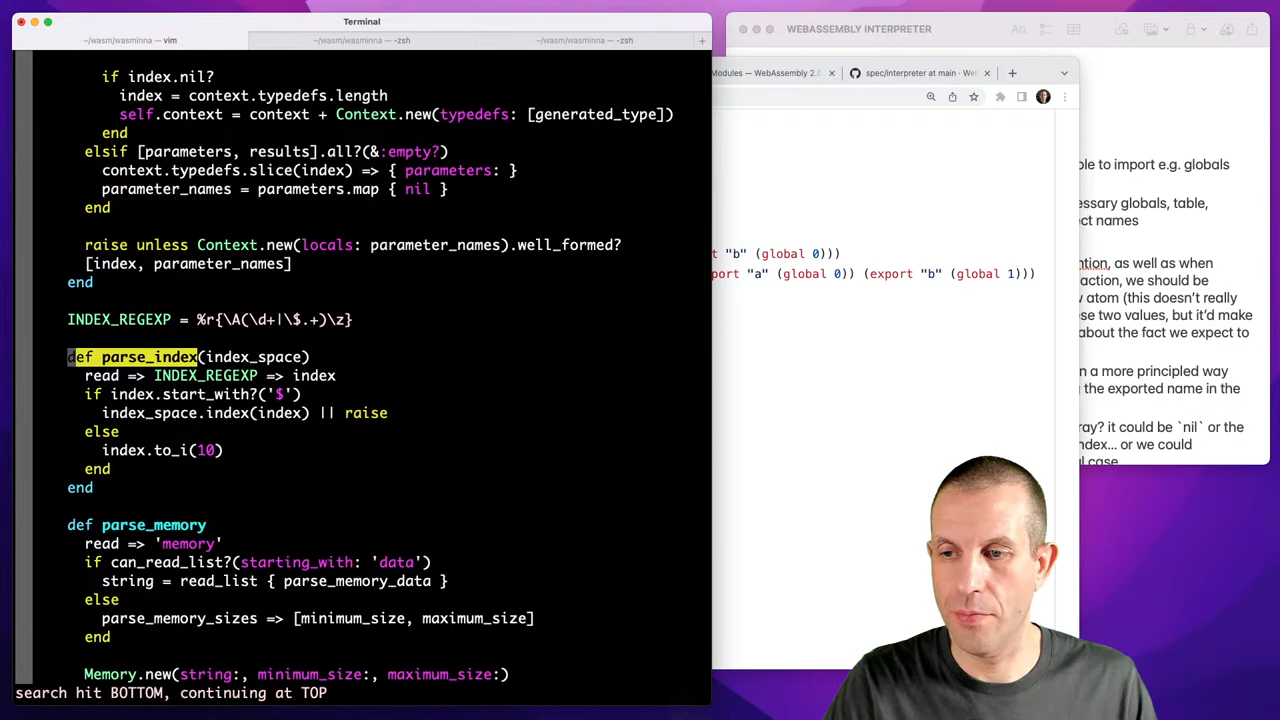 Terminal
~/wasm/wasminna — vim
~/wasm/wasminna — -zsh
~/wasm/wasminna — -zsh
+
if index.nil?
index = context.typedefs.length
self.context = context + Context.new(typedefs: [generated_type])
end
elsif [parameters, results].all?(&:empty?)
context.typedefs.slice(index) => { parameters: }
parameter_names = parameters.map { nil }
end
raise unless Context.new(locals: parameter_names).well_formed?
[index, parameter_names]
end
INDEX_REGEXP = %r{\A(\d+|\$.+)\z}
def parse_index(index_space)
read => INDEX_REGEXP => index
if index.start_with?('$')
index_space.index(index) || raise
else
index.to_i(10)
end
end
def parse_memory
read => 'memory'
if can_read_list?(starting_with: 'data')
string = read_list { parse_memory_data }
else
parse_memory_sizes => [minimum_size, maximum_size]
end
Memory.new(string:, minimum_size:, maximum_size:)
search hit BOTTOM, continuing at TOP
Modules — WebAssembly 2.0
spec/interpreter at main · We
t "b" (global 0)))
port "a" (global 0)) (export "b" (global 1)))
WEBASSEMBLY INTERPRETER
Aa
ble to import e.g. globals
essary globals, table,
ct names
ntion, as well as when
action, we should be
w atom (this doesn't really
se two values, but it'd make
about the fact we expect to
n a more principled way
g the exported name in the
ray? it could be `nil` or the
ndex... or we could
al case